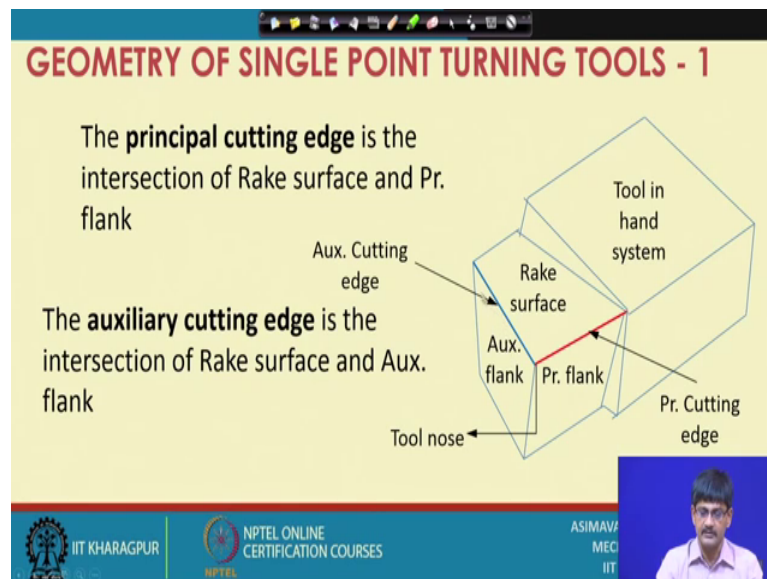 GEOMETRY OF SINGLE POINT TURNING TOOLS - 1
The principal cutting edge is the
intersection of Rake surface and Pr.
flank
Aux. Cutting
edge
The auxiliary cutting edge is the
intersection of Rake surface and Aux.
flank
Tool in
hand
system
Rake
surface
Aux.
flank
Pr. flank
Pr. Cutting
edge
Tool nose
IIT KHARAGPUR
NPTEL
NPTEL ONLINE
CERTIFICATION COURSES
ASIMAVA
MEC
IIT